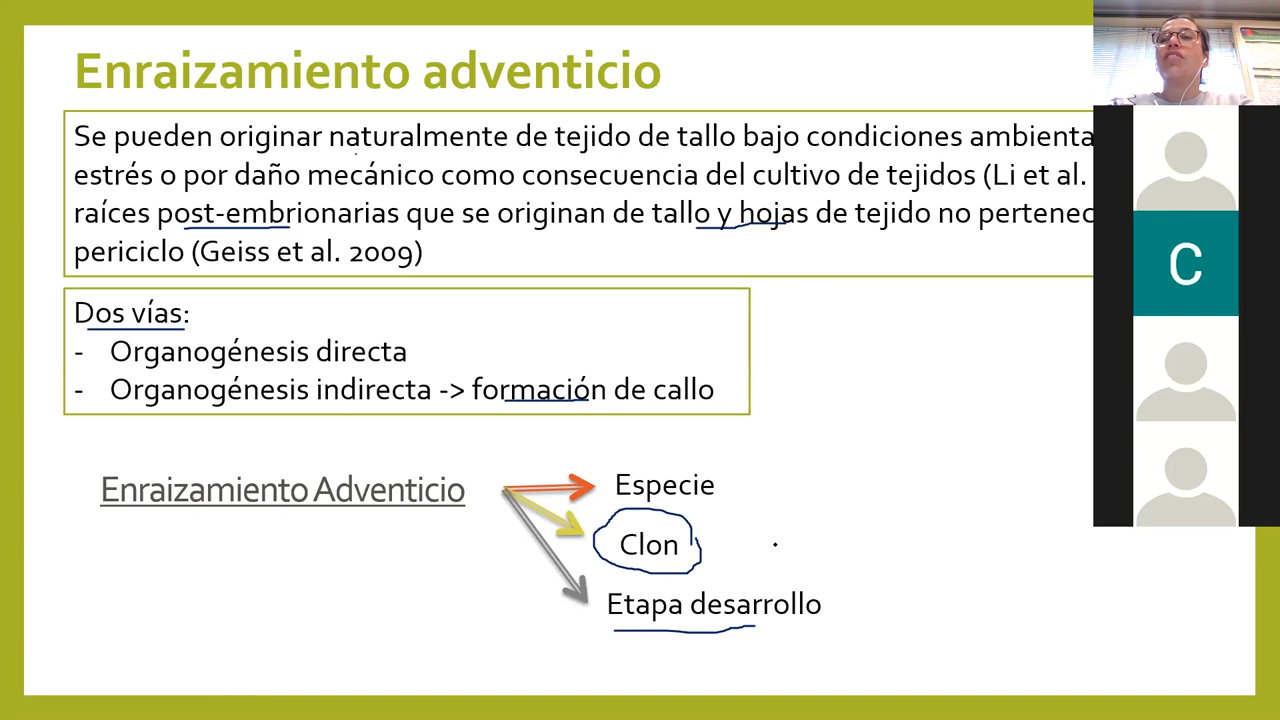 Enraizamiento adventicio
Se pueden originar naturalmente de tejido de tallo bajo condiciones ambienta
estrés o por daño mecánico como consecuencia del cultivo de tejidos (Li et al.
raíces post-embrionarias que se originan de tallo y hojas de tejido no pertenec
periciclo (Geiss et al. 2009)
Dos vías:
- Organogénesis directa
- Organogénesis indirecta -> formación de callo
Enraizamiento Adventicio
Especie
Clon
Etapa desarrollo
C